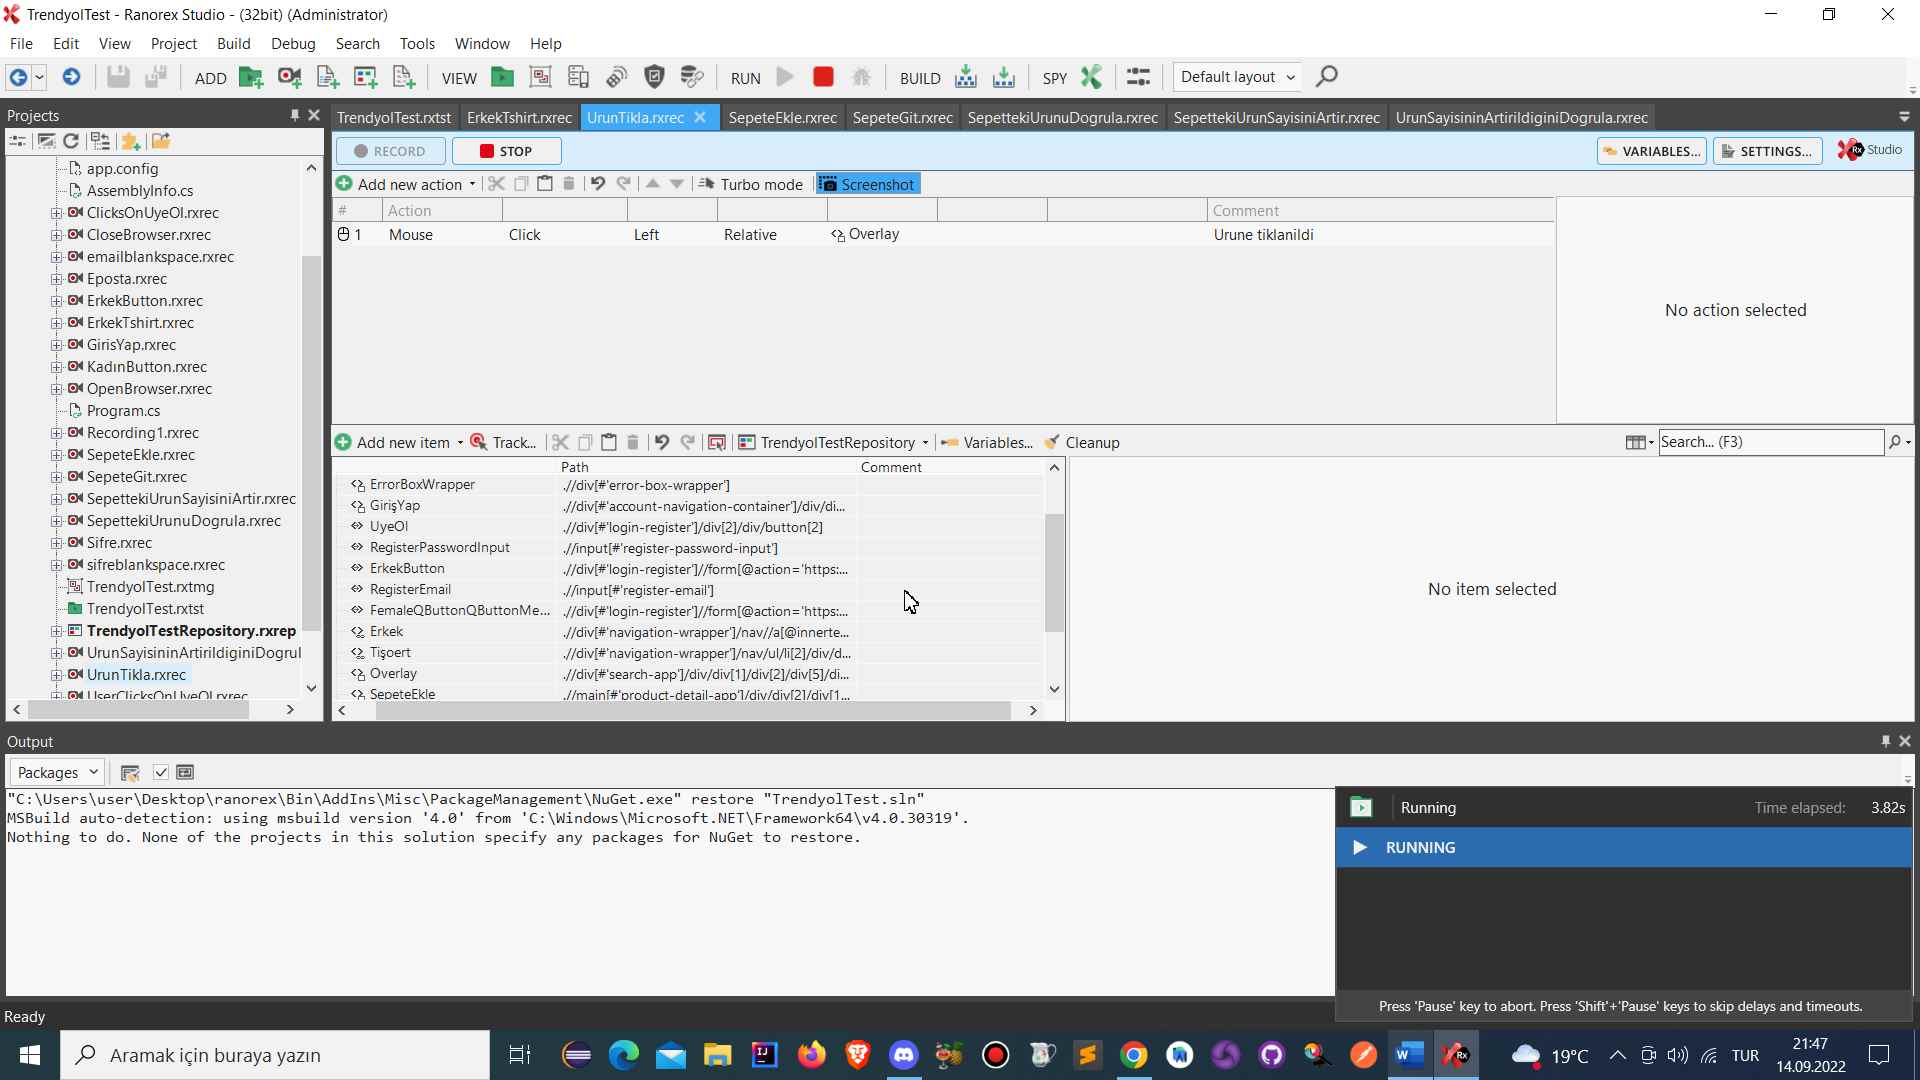 TrendyolTest - Ranorex Studio - (32bit) (Administrator)
File Edit View Project Build Debug Search Tools Window Help
ADD VIEW RUN BUILD SPY Default layout
Projects
TrendyolTest.rxtst ErkekTshirt.rxrec UrunTikla.rxrec SepeteEkle.rxrec SepeteGit.rxrec SepettekiUrunuDogrula.rxrec SepettekiUrunSayisiniArtir.rxrec UrunSayisininArtirildiginiDogrula.rxrec
RECORD STOP VARIABLES... SETTINGS... Rx Studio
Add new action Turbo mode Screenshot
# Action Comment
1 Mouse Click Left Relative Overlay Urune tiklanildi
No action selected
app.config
AssemblyInfo.cs
ClicksOnUyeOl.rxrec
CloseBrowser.rxrec
emailblankspace.rxrec
Eposta.rxrec
ErkekButton.rxrec
ErkekTshirt.rxrec
GirisYap.rxrec
KadınButton.rxrec
OpenBrowser.rxrec
Program.cs
Recording1.rxrec
SepeteEkle.rxrec
SepeteGit.rxrec
SepettekiUrunSayisiniArtir.rxrec
SepettekiUrunuDogrula.rxrec
Sifre.rxrec
sifreblankspace.rxrec
TrendyolTest.rxtmg
TrendyolTest.rxtst
TrendyolTestRepository.rxrep
UrunSayisininArtirildiginiDogrul
UrunTikla.rxrec
UserClicksOnUyeOl.rxrec
Add new item Track... TrendyolTestRepository Variables... Cleanup Search... (F3)
Path Comment
ErrorBoxWrapper .//div[#'error-box-wrapper']
GirişYap .//div[#'account-navigation-container']/div/di...
UyeOl .//div[#'login-register']/div[2]/div/button[2]
RegisterPasswordInput .//input[#'register-password-input']
ErkekButton .//div[#'login-register']//form[@action='https:...
RegisterEmail .//input[#'register-email']
FemaleQButtonQButtonMe... .//div[#'login-register']//form[@action='https:...
Erkek .//div[#'navigation-wrapper']/nav//a[@innerte...
Tişoert .//div[#'navigation-wrapper']/nav/ul/li[2]/div/d...
Overlay .//div[#'search-app']/div/div[1]/div[2]/div[5]/di...
SepeteEkle .//main[#'product-detail-app']/div/div[2]/div[1...
No item selected
Output
Packages
"C:\Users\user\Desktop\ranorex\Bin\AddIns\Misc\PackageManagement\NuGet.exe" restore "TrendyolTest.sln"
MSBuild auto-detection: using msbuild version '4.0' from 'C:\Windows\Microsoft.NET\Framework64\v4.0.30319'.
Nothing to do. None of the projects in this solution specify any packages for NuGet to restore.
Running Time elapsed: 3.82s
RUNNING
Press 'Pause' key to abort. Press 'Shift'+'Pause' keys to skip delays and timeouts.
Ready
Aramak için buraya yazın
19°C TUR 21:47
14.09.2022